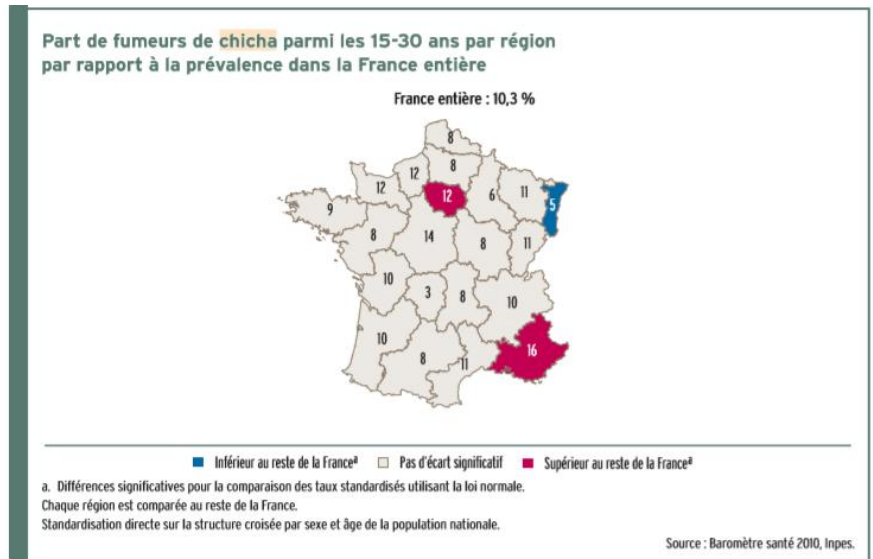 Part de fumeurs de chicha parmi les 15-30 ans par région
par rapport à la prévalence dans la France entière
France entière : 10,3 %
8
8
12
12
12
6
11
5
9
8
14
8
11
10
3
8
10
10
8
11
16
Inférieur au reste de la Franceª
Pas d'écart significatif
Supérieur au reste de la Franceª
a. Différences significatives pour la comparaison des taux standardisés utilisant la loi normale.
Chaque région est comparée au reste de la France.
Standardisation directe sur la structure croisée par sexe et âge de la population nationale.
Source : Baromètre santé 2010, Inpes.